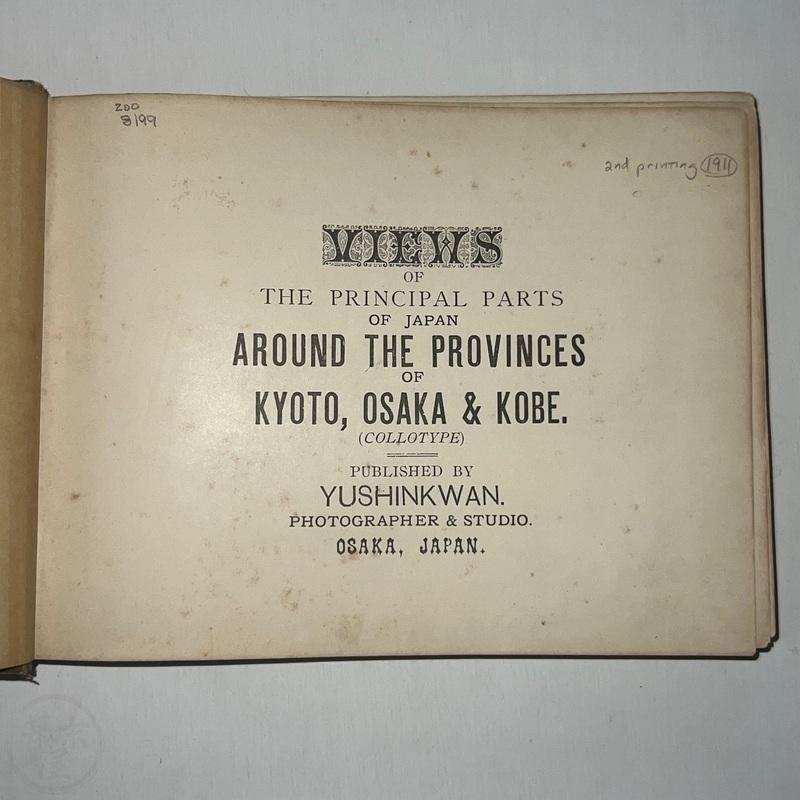 200
8199
2nd printing 1911
VIEWS
OF
THE PRINCIPAL PARTS
OF JAPAN
AROUND THE PROVINCES
OF
KYOTO, OSAKA & KOBE.
(COLLOTYPE)
PUBLISHED BY
YUSHINKWAN.
PHOTOGRAPHER & STUDIO.
OSAKA, JAPAN.